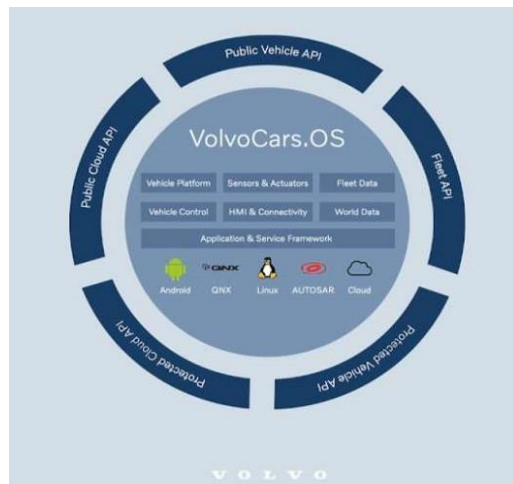 Public Vehicle API
Public Cloud API
Fleet API
VolvoCars.OS
Vehicle Platform
Sensors & Actuators
Fleet Data
Vehicle Control
HMI & Connectivity
World Data
Application & Service Framework
QNX
Android
QNX
Linux
AUTOSAR
Cloud
Protected Cloud API
Protected Vehicle API
VOLVO